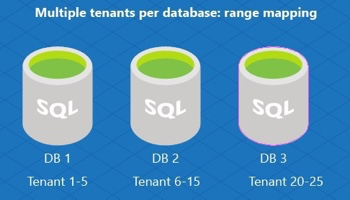 Multiple tenants per database: range mapping
SQL SQL SQL
DB 1 DB 2 DB 3
Tenant 1-5 Tenant 6-15 Tenant 20-25